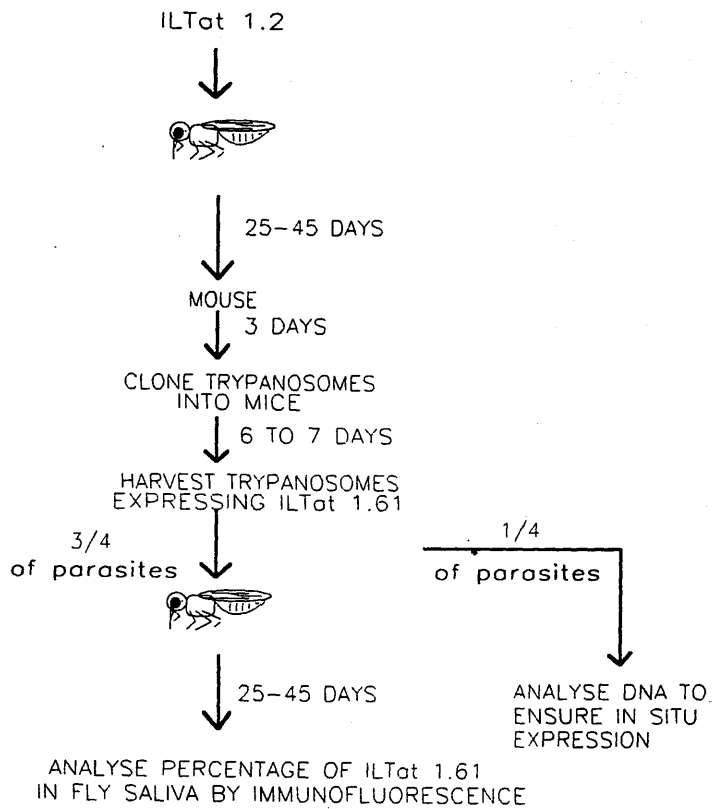 ILTat 1.2
25-45 DAYS
MOUSE
3 DAYS
CLONE TRYPANOSOMES
INTO MICE
6 TO 7 DAYS
HARVEST TRYPANOSOMES
EXPRESSING ILTat 1.61
3/4
of parasites
1/4
of parasites
25-45 DAYS
ANALYSE DNA TO
ENSURE IN SITU
EXPRESSION
ANALYSE PERCENTAGE OF ILTat 1.61
IN FLY SALIVA BY IMMUNOFLUORESCENCE